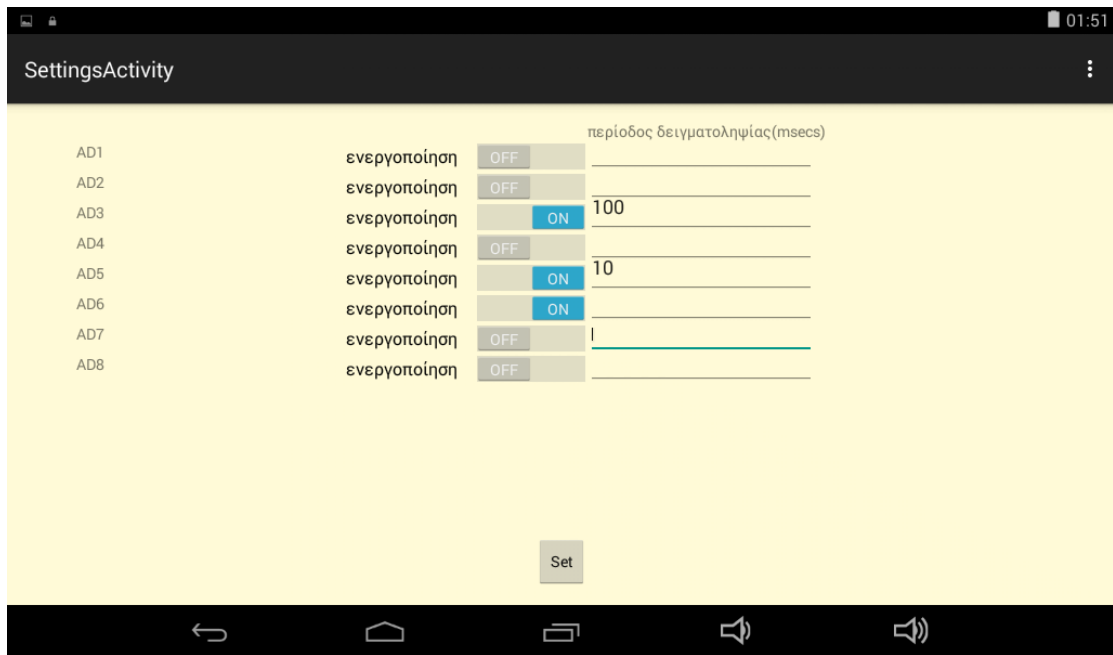 01:51
SettingsActivity
περίοδος δειγματοληψίας(msecs)
AD1 ενεργοποίηση OFF
AD2 ενεργοποίηση OFF
AD3 ενεργοποίηση ON 100
AD4 ενεργοποίηση OFF
AD5 ενεργοποίηση ON 10
AD6 ενεργοποίηση ON
AD7 ενεργοποίηση OFF
AD8 ενεργοποίηση OFF
Set